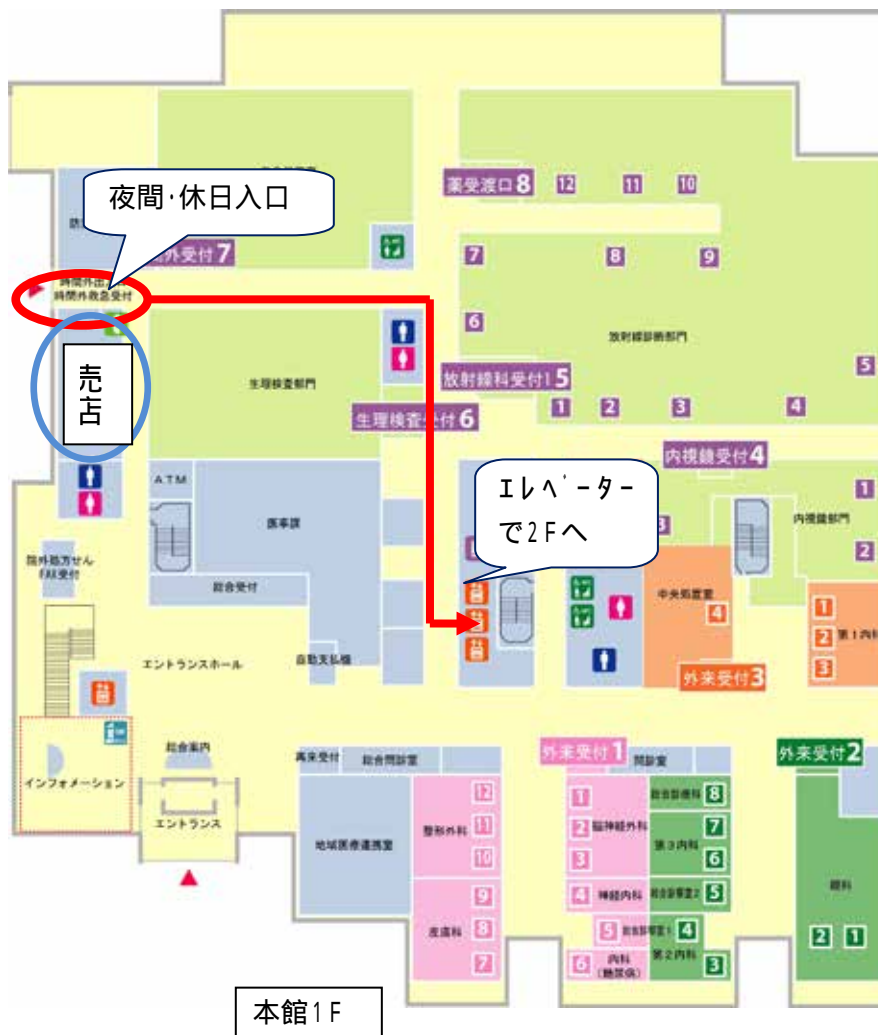 夜間・休日入口
薬受渡口8
12
11
10
外受付7
7
8
9
時間外救急受付
6
放射線診断部門
売店
生理検査部門
放射線科受付1 5
5
1
2
3
4
生理検査受付6
内視鏡受付4
ATM
エレベーター
で2Fへ
1
医事課
3
内視鏡部門
2
院外処方せん
FAX受付
総合受付
中央処置室
4
1
2
第1内科
3
エントランスホール
自動支払機
外来受付3
総合案内
再来受付
総合問診室
外来受付1
問診室
外来受付2
インフォメーション
エントランス
地域医療連携室
整形外科
12
11
10
1
2
脳神経外科
3
総合診療科
8
7
第3内科
6
眼科
4
神経内科
総合診察室2
5
皮膚科
9
8
7
5
総合診察室1
4
第2内科
6
内科
(糖尿病)
3
2
1
本館1F